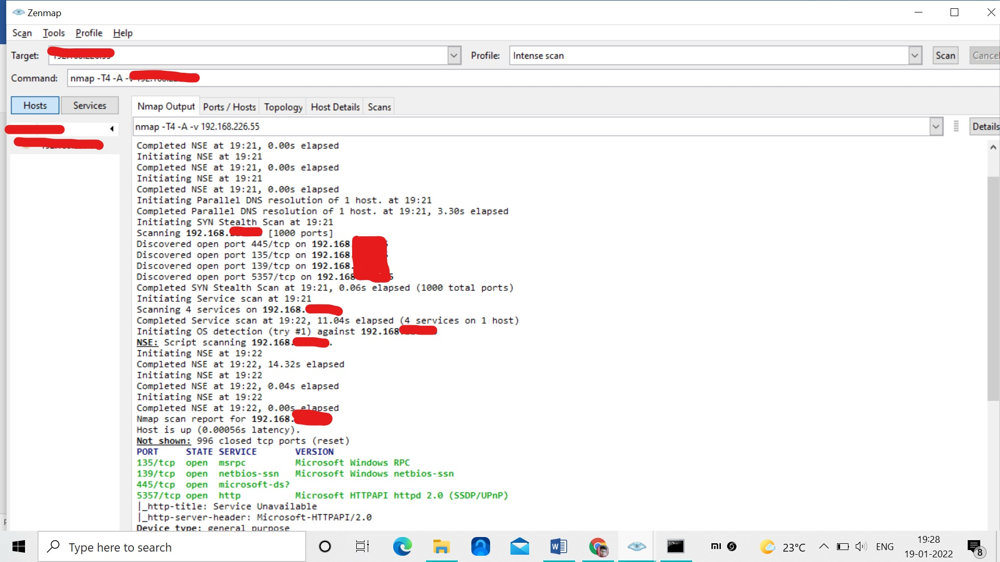 Zenmap
Scan Tools Profile Help
Target: Profile: Intense scan Scan Cancel
Command: nmap -T4 -A -v
Hosts Services
Nmap Output Ports / Hosts Topology Host Details Scans
nmap -T4 -A -v 192.168.226.55 Details
Completed NSE at 19:21, 0.00s elapsed
Initiating NSE at 19:21
Completed NSE at 19:21, 0.00s elapsed
Initiating NSE at 19:21
Completed NSE at 19:21, 0.00s elapsed
Initiating Parallel DNS resolution of 1 host. at 19:21
Completed Parallel DNS resolution of 1 host. at 19:21, 3.30s elapsed
Initiating SYN Stealth Scan at 19:21
Scanning 192.168. [1000 ports]
Discovered open port 445/tcp on 192.168.
Discovered open port 135/tcp on 192.168.
Discovered open port 139/tcp on 192.168.
Discovered open port 5357/tcp on 192.168
Completed SYN Stealth Scan at 19:21, 0.06s elapsed (1000 total ports)
Initiating Service scan at 19:21
Scanning 4 services on 192.168.
Completed Service scan at 19:22, 11.04s elapsed (4 services on 1 host)
Initiating OS detection (try #1) against 192.168
NSE: Script scanning 192.168. .
Initiating NSE at 19:22
Completed NSE at 19:22, 14.32s elapsed
Initiating NSE at 19:22
Completed NSE at 19:22, 0.04s elapsed
Initiating NSE at 19:22
Completed NSE at 19:22, 0.00s elapsed
Nmap scan report for 192.168.
Host is up (0.00056s latency).
Not shown: 996 closed tcp ports (reset)
PORT STATE SERVICE VERSION
135/tcp open msrpc Microsoft Windows RPC
139/tcp open netbios-ssn Microsoft Windows netbios-ssn
445/tcp open microsoft-ds?
5357/tcp open http Microsoft HTTPAPI httpd 2.0 (SSDP/UPnP)
|_http-title: Service Unavailable
|_http-server-header: Microsoft-HTTPAPI/2.0
Device type: general purpose
Type here to search
23°C ENG 19:28
19-01-2022
8